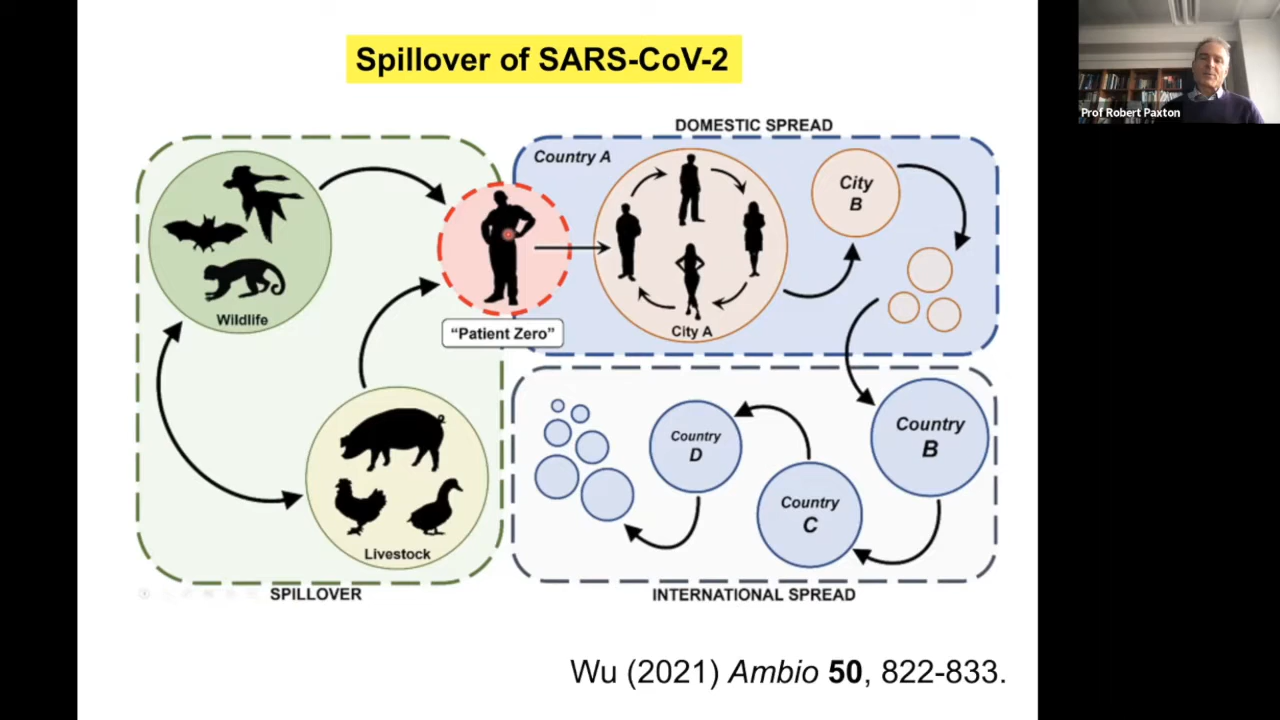 Spillover of SARS-CoV-2
Prof Robert Paxton
DOMESTIC SPREAD
Country A
City
B
Wildlife
"Patient Zero"
City A
Country
B
Country
D
Country
C
Livestock
SPILLOVER
INTERNATIONAL SPREAD
Wu (2021) Ambio 50, 822-833.